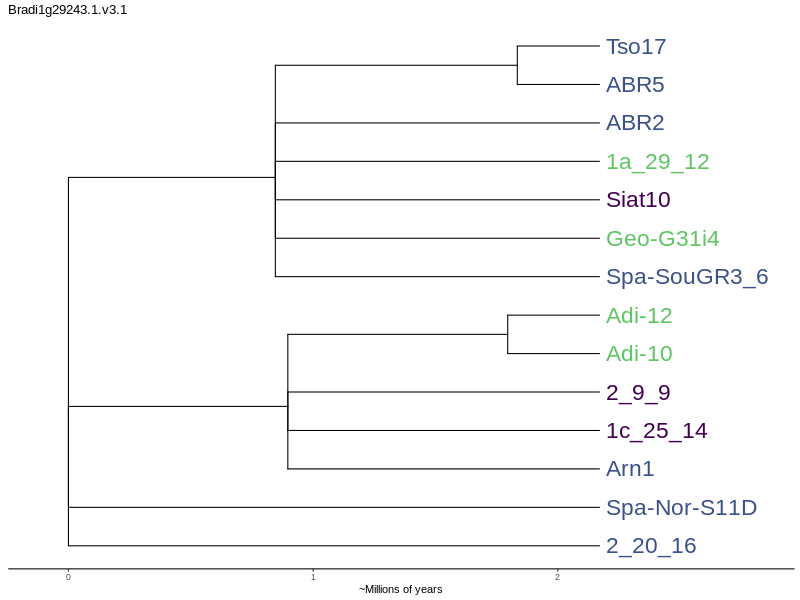 Bradi1g29243.1.v3.1
Tso17
ABR5
ABR2
1a_29_12
Siat10
Geo-G31i4
Spa-SouGR3_6
Adi-12
Adi-10
2_9_9
1c_25_14
Arn1
Spa-Nor-S11D
2_20_16
0 1 2
~Millions of years